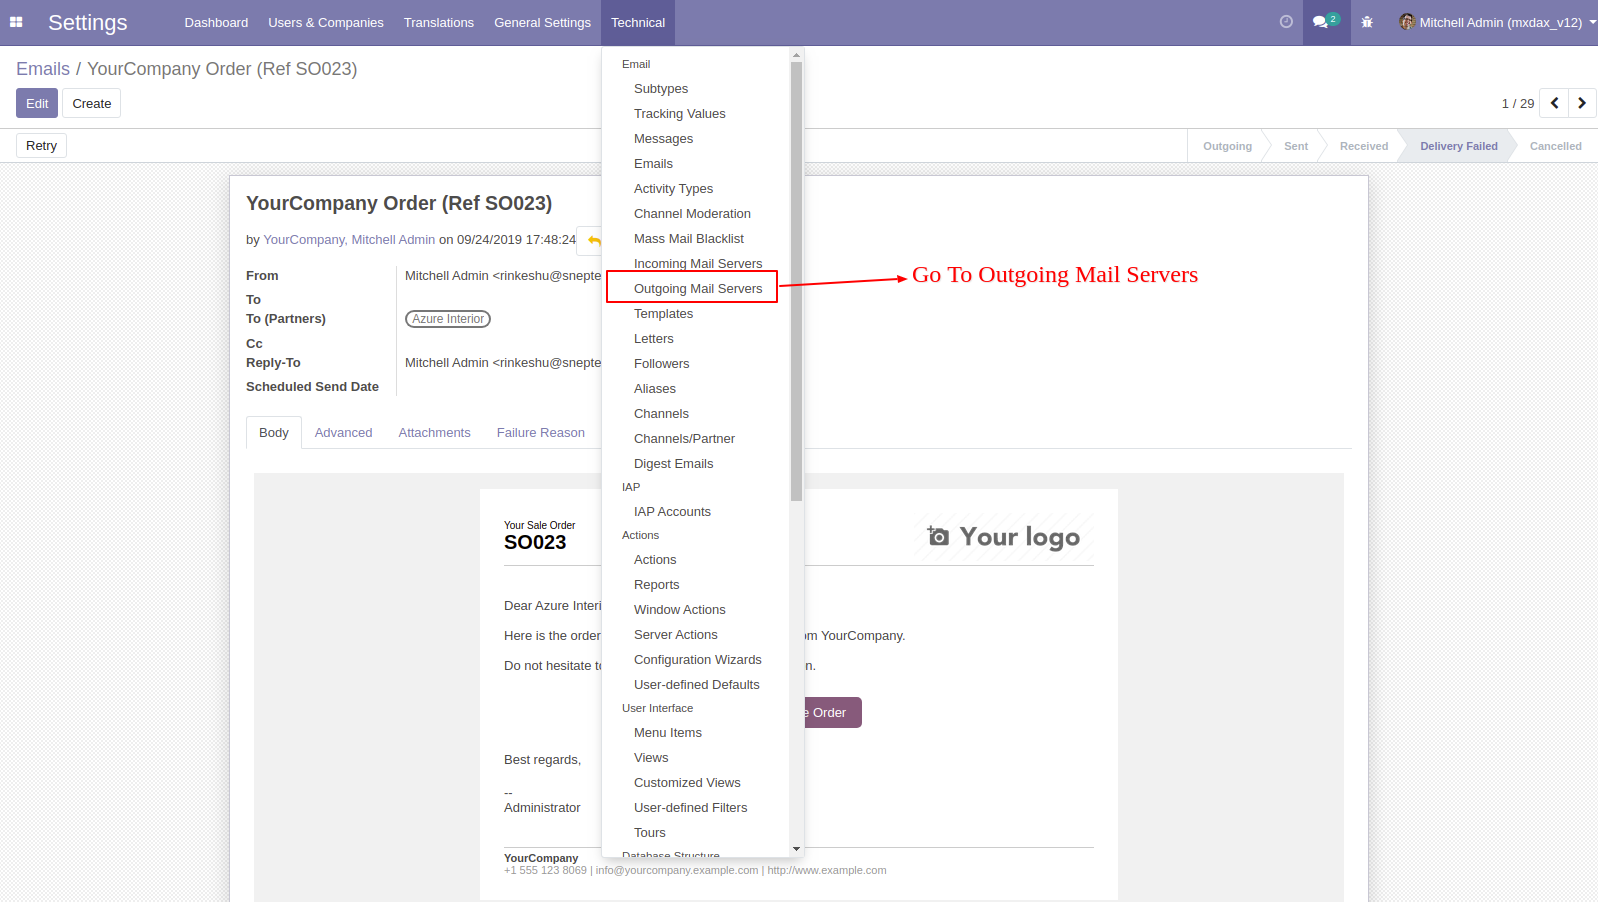 Settings
Dashboard
Users & Companies
Translations
General Settings
Technical
2
Mitchell Admin (mxdax_v12)
Emails / YourCompany Order (Ref SO023)
Edit
Create
1 / 29
Retry
Outgoing
Sent
Received
Delivery Failed
Cancelled
Email
Subtypes
Tracking Values
Messages
Emails
Activity Types
Channel Moderation
Mass Mail Blacklist
Incoming Mail Servers
Outgoing Mail Servers
Templates
Letters
Followers
Aliases
Channels
Channels/Partner
Digest Emails
IAP
IAP Accounts
Actions
Actions
Reports
Window Actions
Server Actions
Configuration Wizards
User-defined Defaults
User Interface
Menu Items
Views
Customized Views
User-defined Filters
Tours
Database Structure
Go To Outgoing Mail Servers
YourCompany Order (Ref SO023)
by YourCompany, Mitchell Admin on 09/24/2019 17:48:24
From
Mitchell Admin <rinkeshu@snepte
To
To (Partners)
Azure Interior
Cc
Reply-To
Mitchell Admin <rinkeshu@snepte
Scheduled Send Date
Body
Advanced
Attachments
Failure Reason
Your Sale Order
SO023
Your logo
Dear Azure Interi
Here is the order
om YourCompany.
Do not hesitate to
n.
e Order
Best regards,
--
Administrator
YourCompany
+1 555 123 8069 | info@yourcompany.example.com | http://www.example.com